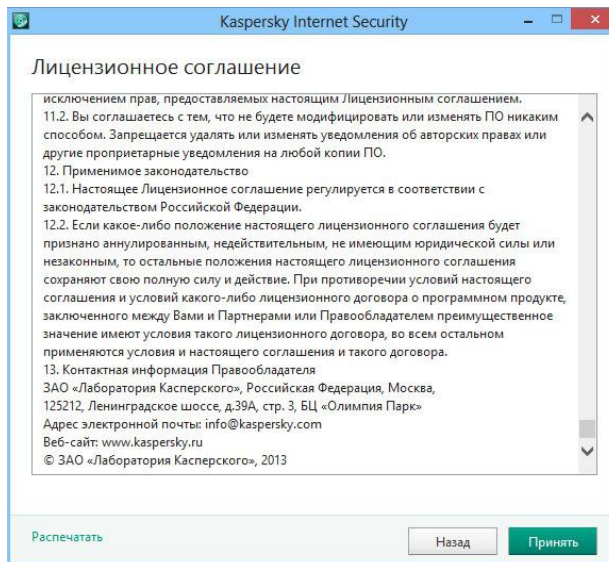 Kaspersky Internet Security
Лицензионное соглашение
исключением прав, предоставляемых настоящим Лицензионным соглашением.
11.2. Вы соглашаетесь с тем, что не будете модифицировать или изменять ПО никаким
способом. Запрещается удалять или изменять уведомления об авторских правах или
другие проприетарные уведомления на любой копии ПО.
12. Применимое законодательство
12.1. Настоящее Лицензионное соглашение регулируется в соответствии с
законодательством Российской Федерации.
12.2. Если какое-либо положение настоящего лицензионного соглашения будет
признано аннулированным, недействительным, не имеющим юридической силы или
незаконным, то остальные положения настоящего лицензионного соглашения
сохраняют свою полную силу и действие. При противоречии условий настоящего
соглашения и условий какого-либо лицензионного договора о программном продукте,
заключенного между Вами и Партнерами или Правообладателем преимущественное
значение имеют условия такого лицензионного договора, во всем остальном
применяются условия и настоящего соглашения и такого договора.
13. Контактная информация Правообладателя
ЗАО «Лаборатория Касперского», Российская Федерация, Москва,
125212, Ленинградское шоссе, д.39А, стр. 3, БЦ «Олимпия Парк»
Адрес электронной почты: info@kaspersky.com
Веб-сайт: www.kaspersky.ru
© ЗАО «Лаборатория Касперского», 2013
Распечатать
Назад
Принять